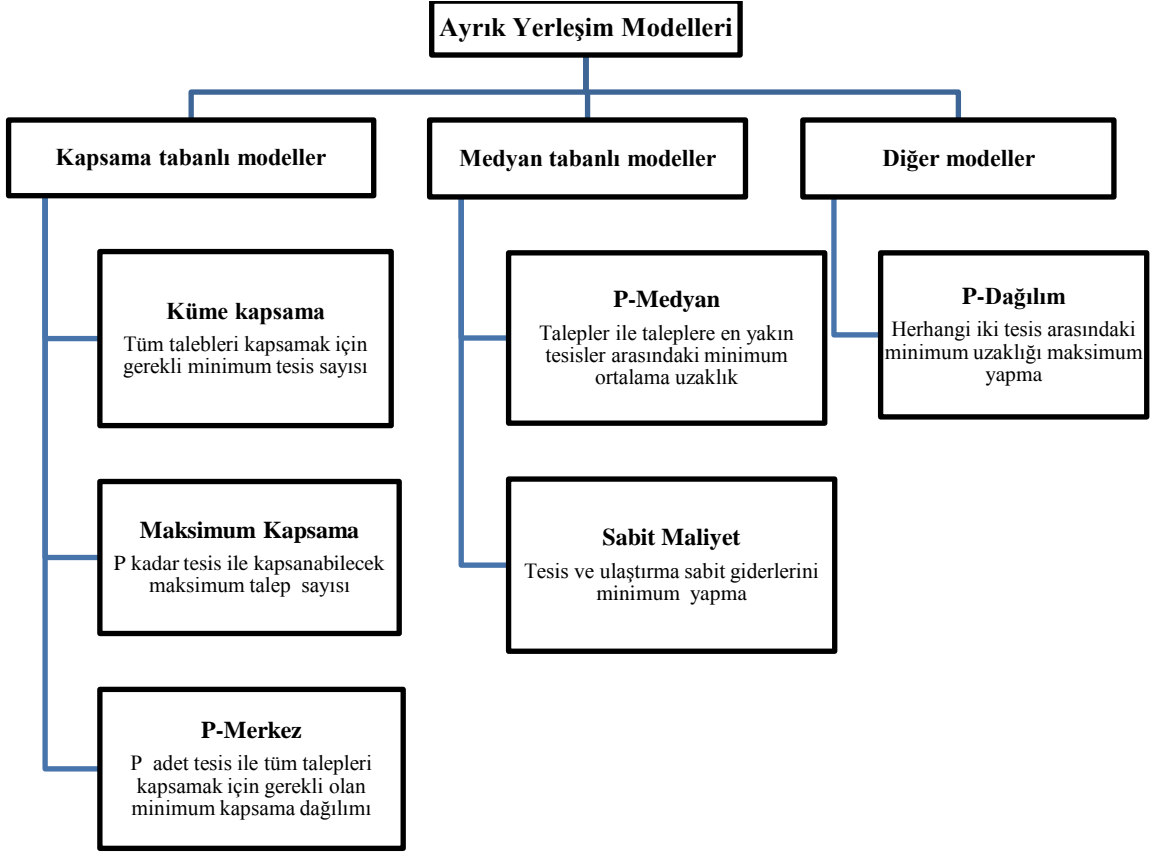 Ayrık Yerleşim Modelleri
Kapsama tabanlı modeller
Medyan tabanlı modeller
Diğer modeller
Küme kapsama
Tüm talebleri kapsamak için
gerekli minimum tesis sayısı
P-Medyan
Talepler ile taleplere en yakın
tesisler arasındaki minimum
ortalama uzaklık
P-Dağılım
Herhangi iki tesis arasındaki
minimum uzaklığı maksimum
yapma
Maksimum Kapsama
P kadar tesis ile kapsanabilecek
maksimum talep sayısı
Sabit Maliyet
Tesis ve ulaştırma sabit giderlerini
minimum yapma
P-Merkez
P adet tesis ile tüm talepleri
kapsamak için gerekli olan
minimum kapsama dağılımı